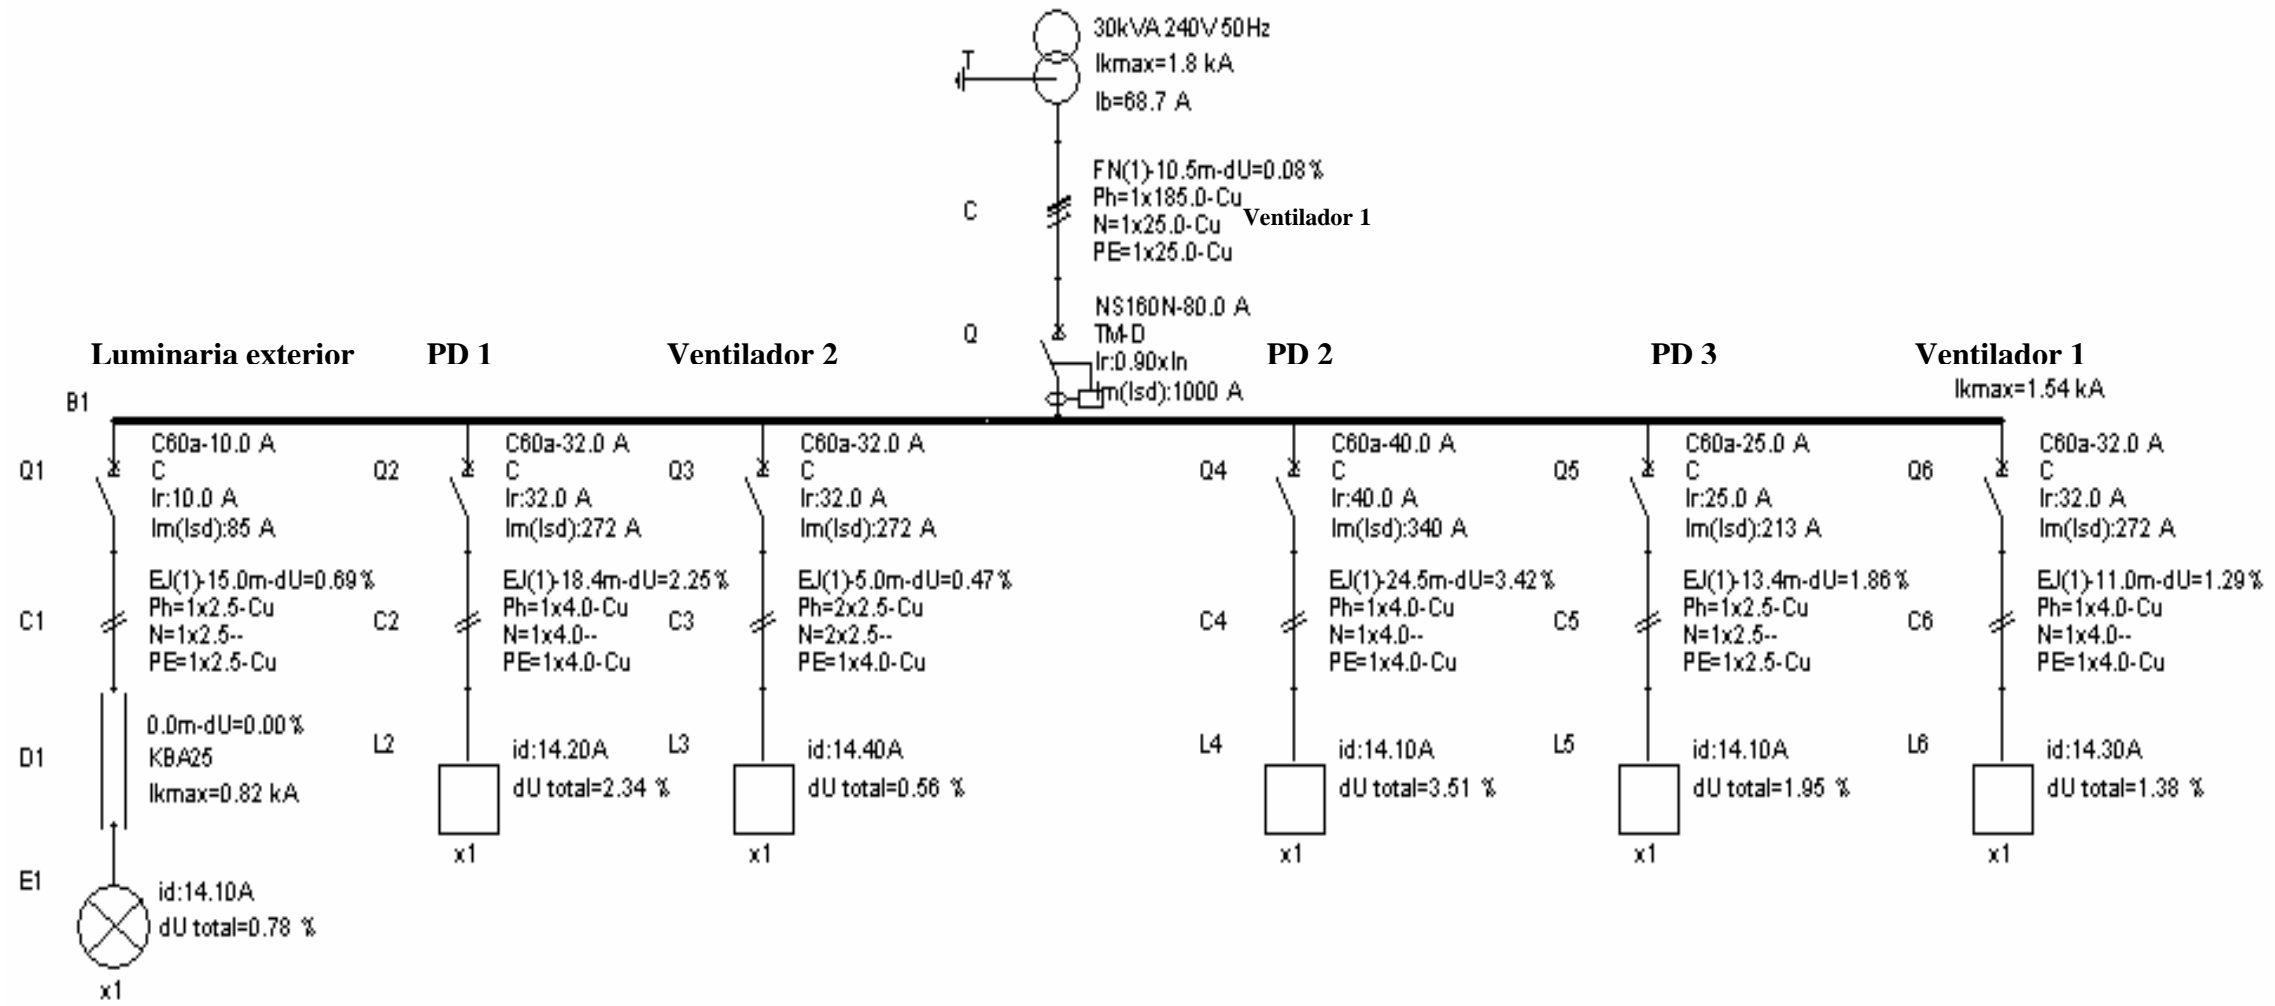 30kVA 240V 50Hz
T
Ikmax=1.8 kA
Ib=68.7 A
FN(1)-10.5m-dU=0.08%
Ph=1x185.0-Cu
C
N=1x25.0-Cu
Ventilador 1
PE=1x25.0-Cu
NS160N-80.0 A
Q
TM-D
Ir:0.90xIn
Im(Isd):1000 A
Luminaria exterior
PD 1
Ventilador 2
PD 2
PD 3
Ventilador 1
B1
Ikmax=1.54 kA
Q1
C60a-10.0 A
C
Ir:10.0 A
Im(Isd):85 A
C1
EJ(1)-15.0m-dU=0.69%
Ph=1x2.5-Cu
N=1x2.5--
PE=1x2.5-Cu
D1
0.0m-dU=0.00%
KBA25
Ikmax=0.82 kA
E1
id:14.10A
dU total=0.78 %
x1
Q2
C60a-32.0 A
C
Ir:32.0 A
Im(Isd):272 A
C2
EJ(1)-18.4m-dU=2.25%
Ph=1x4.0-Cu
N=1x4.0--
PE=1x4.0-Cu
L2
id:14.20A
dU total=2.34 %
x1
Q3
C60a-32.0 A
C
Ir:32.0 A
Im(Isd):272 A
C3
EJ(1)-5.0m-dU=0.47%
Ph=2x2.5-Cu
N=2x2.5--
PE=1x4.0-Cu
L3
id:14.40A
dU total=0.56 %
x1
Q4
C60a-40.0 A
C
Ir:40.0 A
Im(Isd):340 A
C4
EJ(1)-24.5m-dU=3.42%
Ph=1x4.0-Cu
N=1x4.0--
PE=1x4.0-Cu
L4
id:14.10A
dU total=3.51 %
x1
Q5
C60a-25.0 A
C
Ir:25.0 A
Im(Isd):213 A
C5
EJ(1)-13.4m-dU=1.86%
Ph=1x2.5-Cu
N=1x2.5--
PE=1x2.5-Cu
L5
id:14.10A
dU total=1.95 %
x1
Q6
C60a-32.0 A
C
Ir:32.0 A
Im(Isd):272 A
C6
EJ(1)-11.0m-dU=1.29%
Ph=1x4.0-Cu
N=1x4.0--
PE=1x4.0-Cu
L6
id:14.30A
dU total=1.38 %
x1